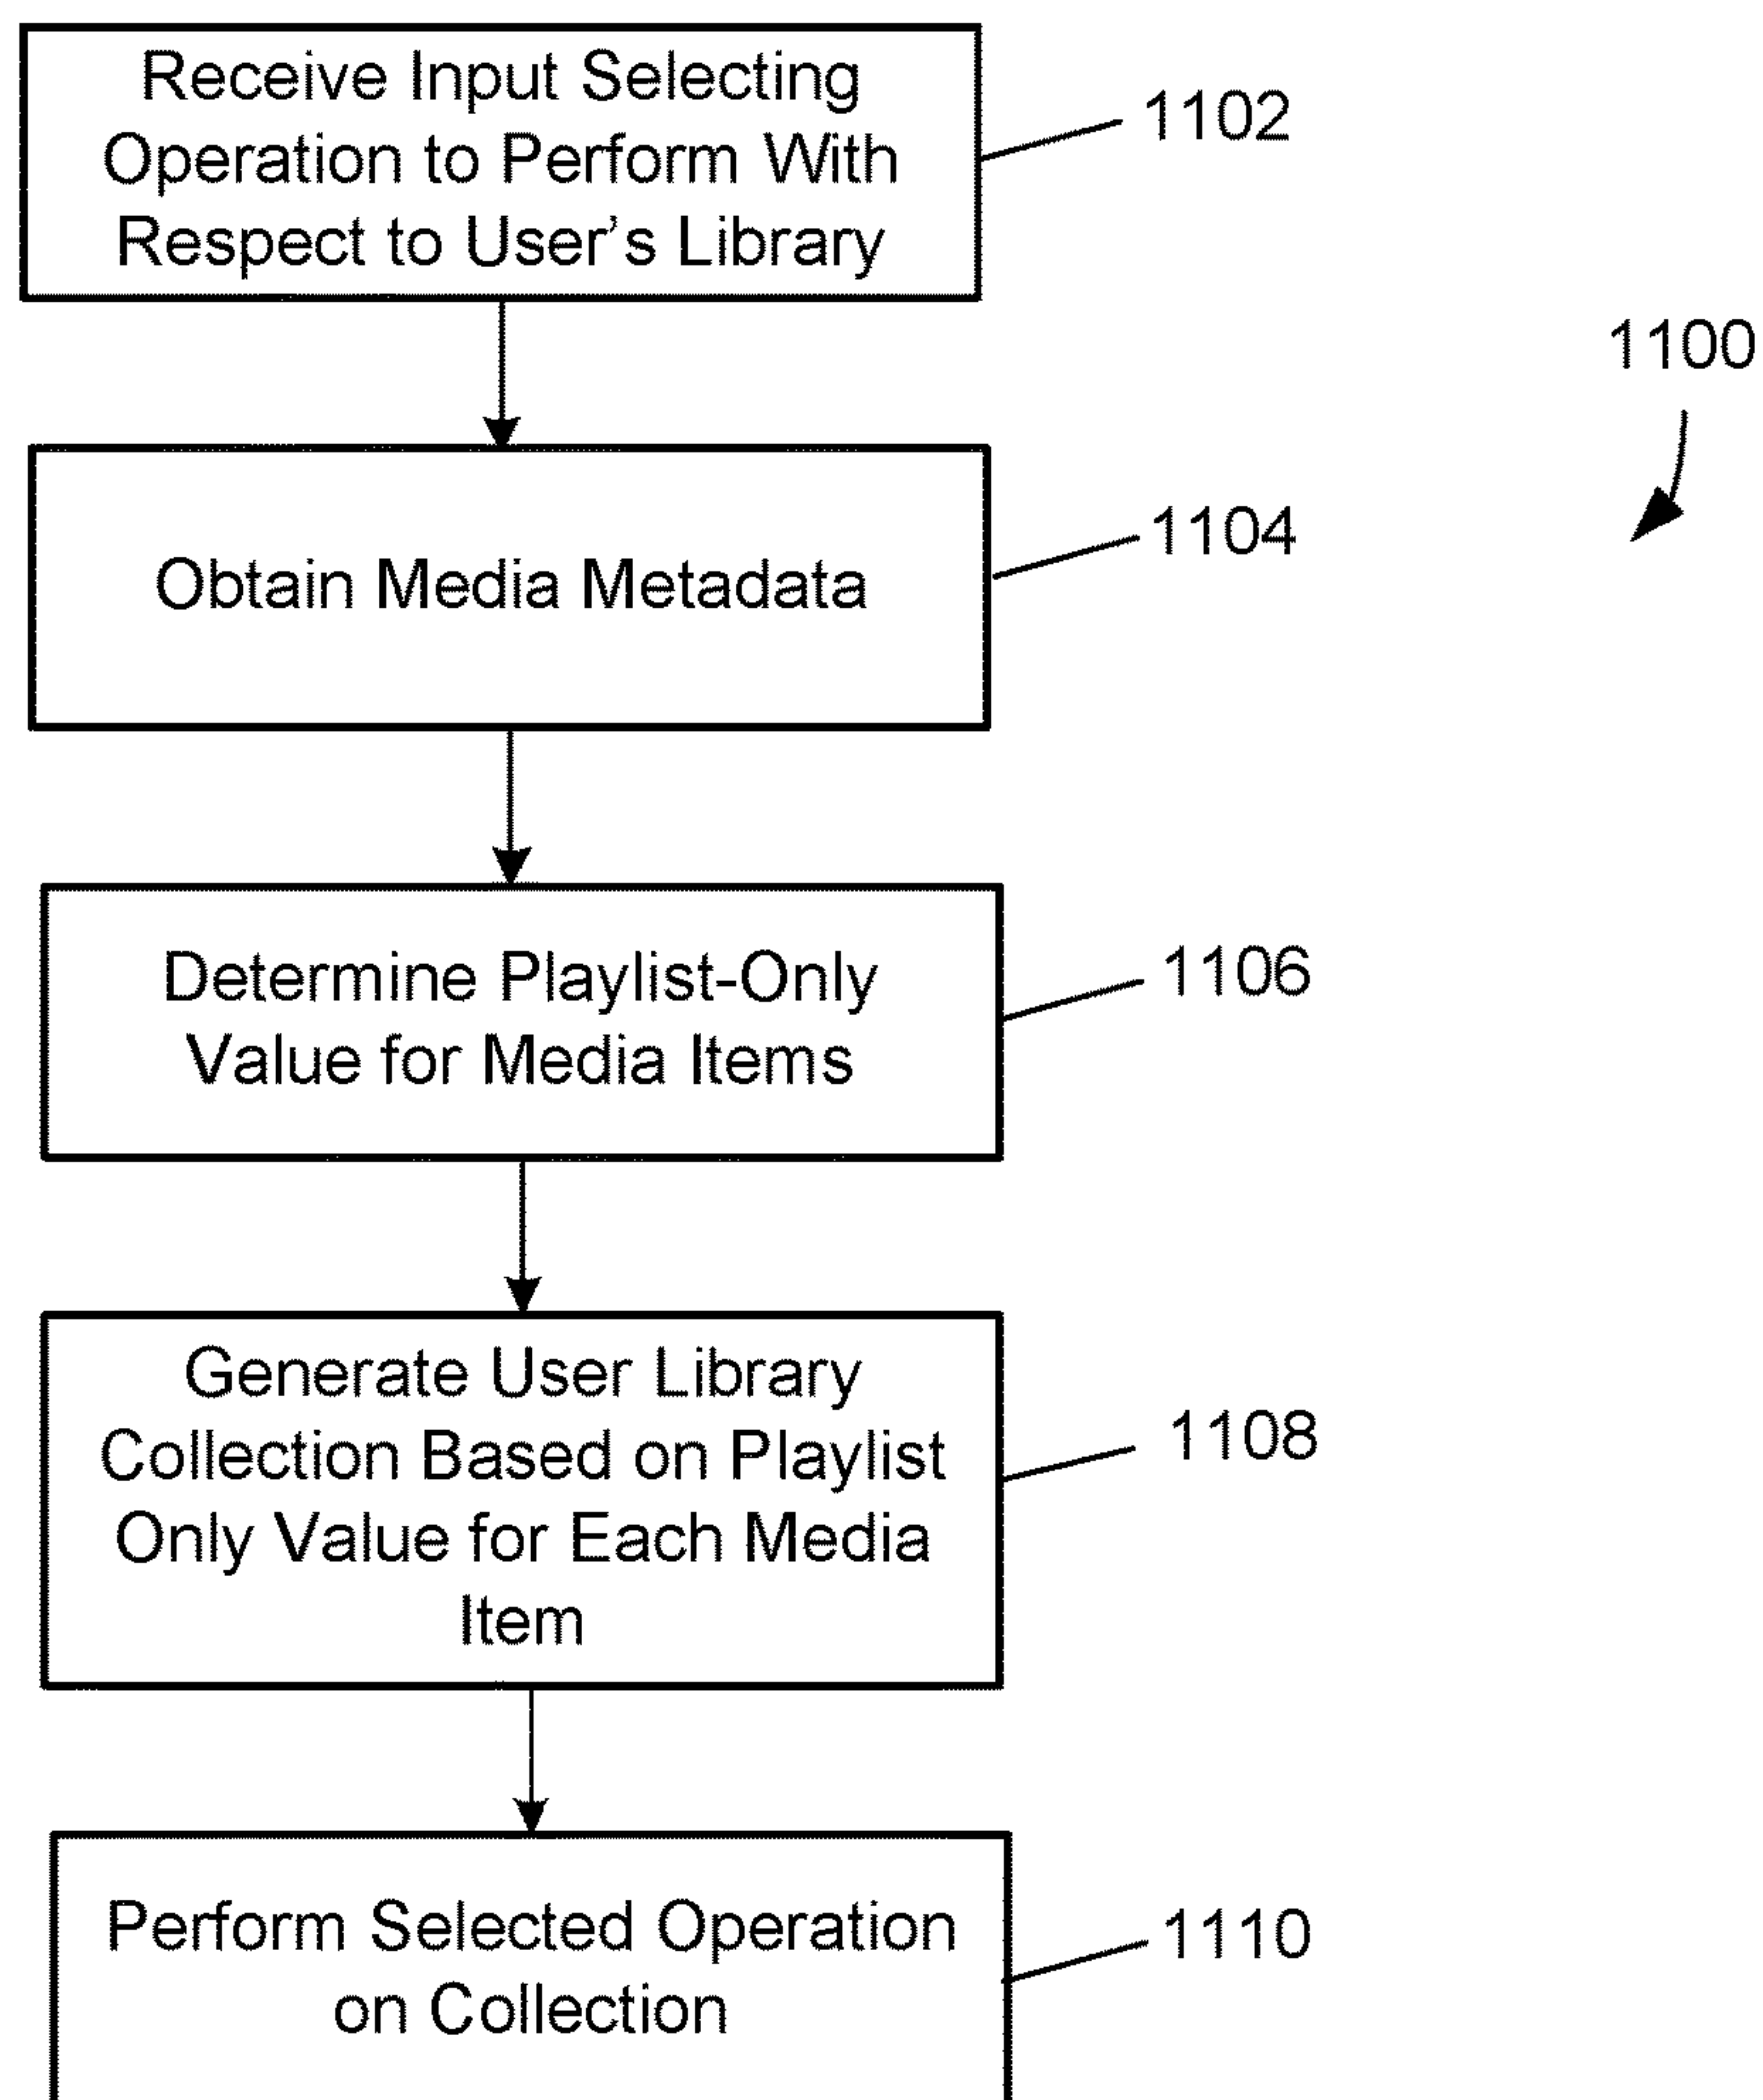 Receive Input Selecting
Operation to Perform With
Respect to User's Library
1102
1100
Obtain Media Metadata
1104
Determine Playlist-Only
Value for Media Items
1106
Generate User Library
Collection Based on Playlist
Only Value for Each Media
Item
1108
Perform Selected Operation
on Collection
1110